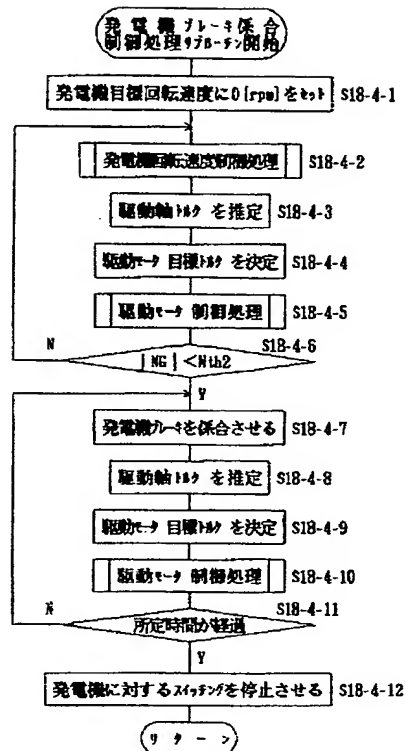 発電機ブレーキ係合
制御処理サブルーチン開始
発電機目標回転速度に0[rpm]をセット S18-4-1
発電機回転速度制御処理 S18-4-2
駆動軸トルク を推定 S18-4-3
駆動モータ 目標トルク を決定 S18-4-4
駆動モータ 制御処理 S18-4-5
S18-4-6
N
|NG|<Nth2
Y
発電機ブレーキを係合させる S18-4-7
駆動軸トルク を推定 S18-4-8
駆動モータ 目標トルク を決定 S18-4-9
駆動モータ 制御処理 S18-4-10
S18-4-11
N
所定時間が経過
Y
発電機に対するスイッチングを停止させる S18-4-12
リターン